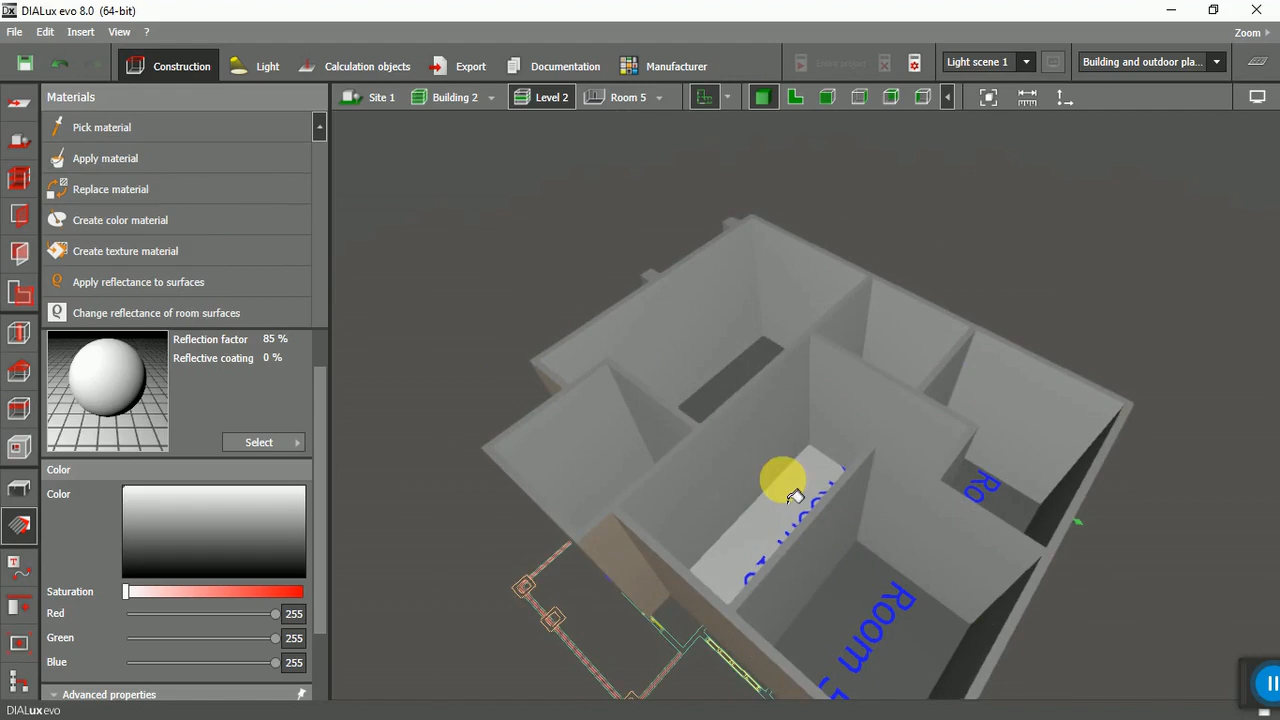 Dx DIALux evo 8.0 (64-bit)
File Edit Insert View ? Zoom
Construction Light Calculation objects Export Documentation Manufacturer Entire project Light scene 1 Building and outdoor pla...
Materials Site 1 Building 2 Level 2 Room 5
Pick material
Apply material
Replace material
Create color material
Create texture material
Apply reflectance to surfaces
Change reflectance of room surfaces
Reflection factor 85 %
Reflective coating 0 %
Select
Color
Color
Saturation
Red 255
Green 255
Blue 255
Advanced properties
Ro
Room
DIALux evo